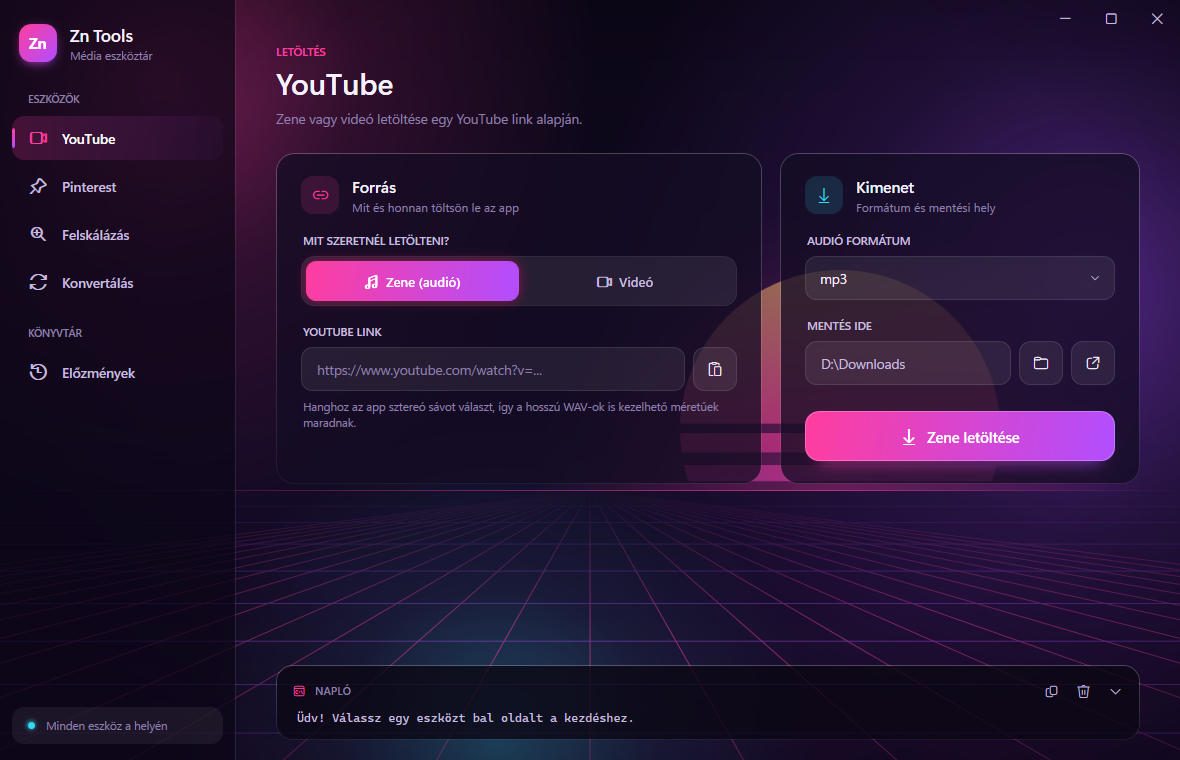 Zn
Zn Tools
Média eszköztár
ESZKÖZÖK
YouTube
Pinterest
Felskálázás
Konvertálás
KÖNYVTÁR
Előzmények
Minden eszköz a helyén
LETÖLTÉS
YouTube
Zene vagy videó letöltése egy YouTube link alapján.
Forrás
Mit és honnan töltsön le az app
MIT SZERETNÉL LETÖLTENI?
Zene (audió)
Videó
YOUTUBE LINK
https://www.youtube.com/watch?v=...
Hanghoz az app sztereó sávot választ, így a hosszú WAV-ok is kezelhető méretűek
maradnak.
Kimenet
Formátum és mentési hely
AUDIÓ FORMÁTUM
mp3
MENTÉS IDE
D:\Downloads
Zene letöltése
NAPLÓ
Üdv! Válassz egy eszközt bal oldalt a kezdéshez.